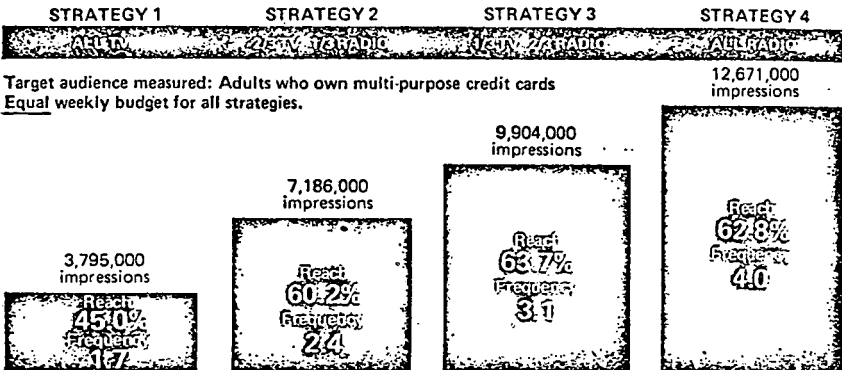 STRATEGY 1 STRATEGY 2 STRATEGY 3 STRATEGY 4
ALL TV 2/3 TV 1/3 RADIO 1/3 TV 2/3 RADIO ALL RADIO
Target audience measured: Adults who own multi-purpose credit cards
Equal weekly budget for all strategies.
3,795,000
impressions
Reach
45.0%
Frequency
1.7
7,186,000
impressions
Reach
60.2%
Frequency
2.4
9,904,000
impressions
Reach
63.7%
Frequency
3.1
12,671,000
impressions
Reach
62.8%
Frequency
4.0